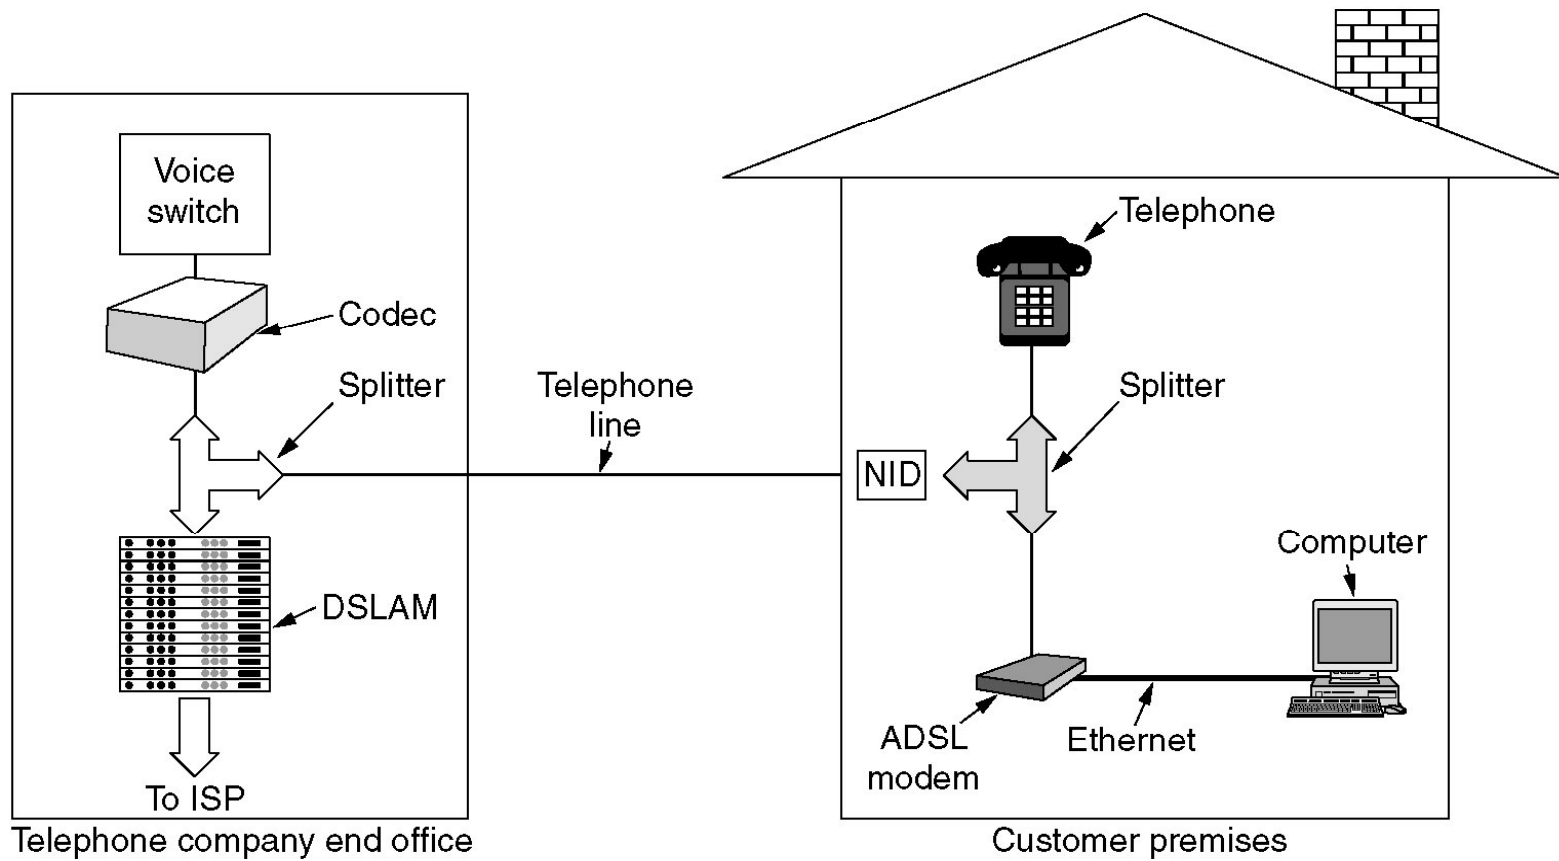 Voice
switch
Codec
Splitter
DSLAM
To ISP
Telephone company end office
Telephone
line
Telephone
Splitter
NID
Computer
ADSL
modem
Ethernet
Customer premises